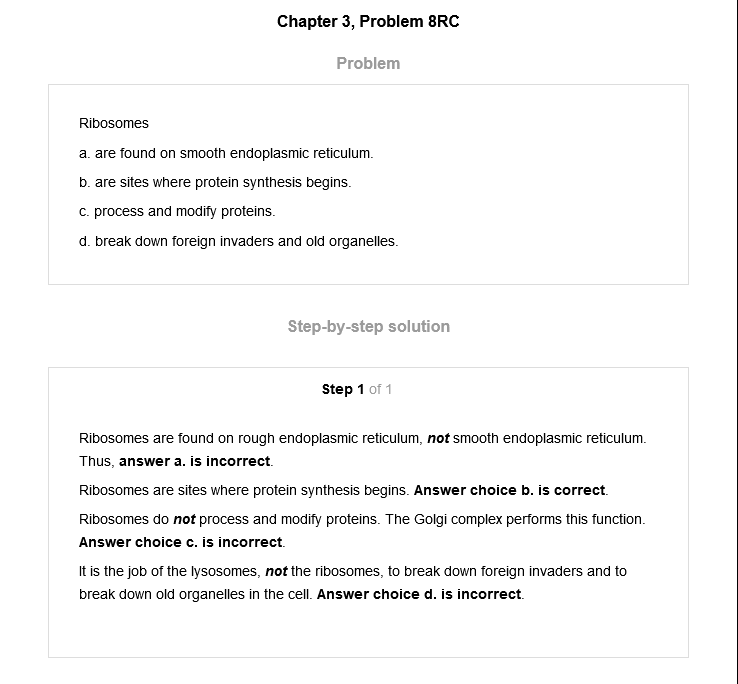 Chapter 3, Problem 8RC
Problem
Ribosomes
a. are found on smooth endoplasmic reticulum.
b. are sites where protein synthesis begins.
c. process and modify proteins.
d. break down foreign invaders and old organelles.
Step-by-step solution
Step 1 of 1
Ribosomes are found on rough endoplasmic reticulum, not smooth endoplasmic reticulum.
Thus, answer a. is incorrect.
Ribosomes are sites where protein synthesis begins. Answer choice b. is correct.
Ribosomes do not process and modify proteins. The Golgi complex performs this function.
Answer choice c. is incorrect.
It is the job of the lysosomes, not the ribosomes, to break down foreign invaders and to
break down old organelles in the cell. Answer choice d. is incorrect.